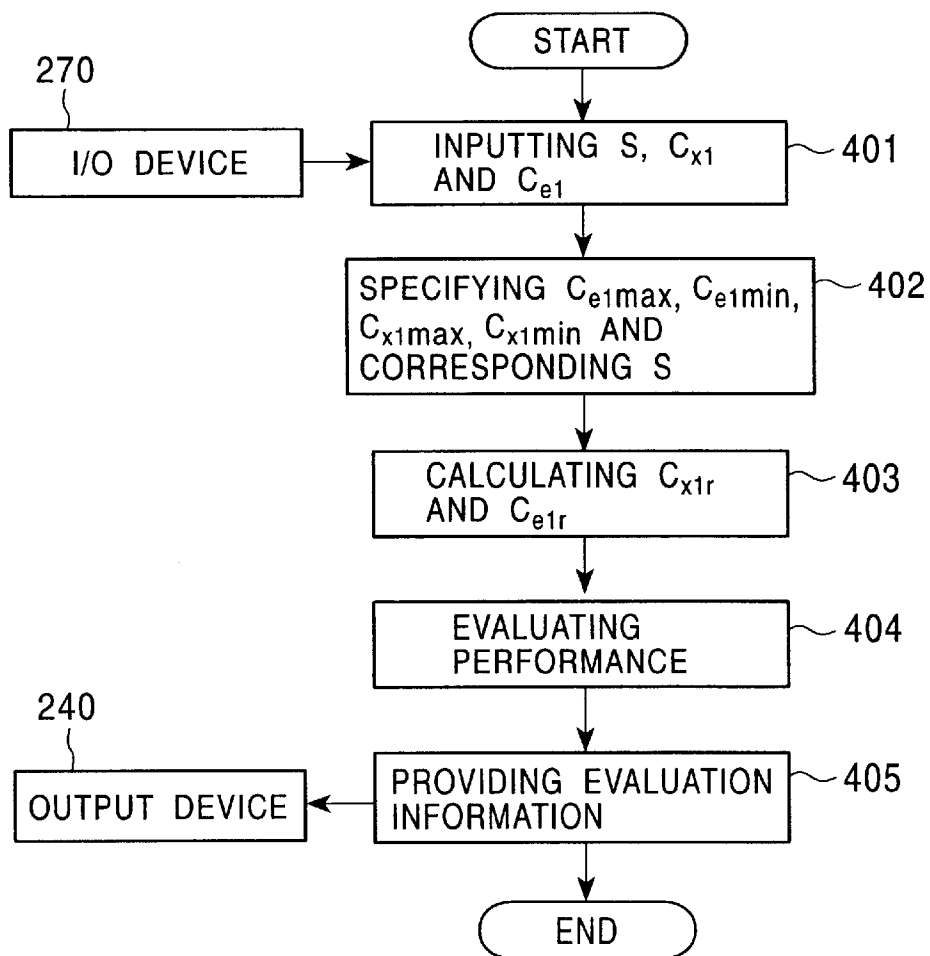 START
270
I/O DEVICE
INPUTTING S, Cx1
AND Ce1
401
SPECIFYING Ce1max, Ce1min,
Cx1max, Cx1min AND
CORRESPONDING S
402
CALCULATING Cx1r
AND Ce1r
403
EVALUATING
PERFORMANCE
404
240
OUTPUT DEVICE
PROVIDING EVALUATION
INFORMATION
405
END